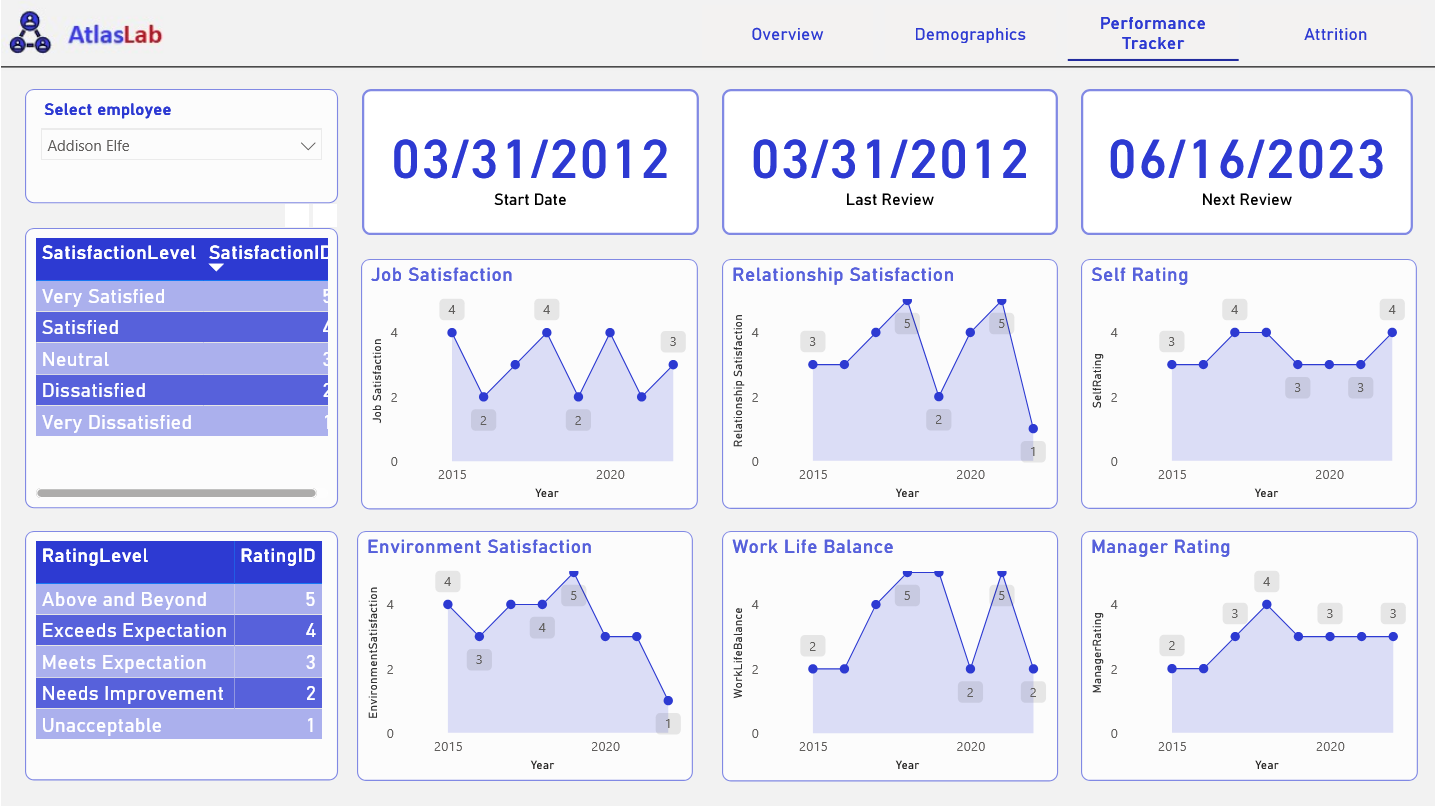 AtlasLab
Overview
Demographics
Performance
Tracker
Attrition
Select employee
Addison Elfe
03/31/2012
Start Date
03/31/2012
Last Review
06/16/2023
Next Review
SatisfactionLevel SatisfactionID
Very Satisfied 5
Satisfied 4
Neutral 3
Dissatisfied 2
Very Dissatisfied 1
Job Satisfaction
4 4 3
2 2
4
2
0
Job Satisfaction
2015 2020
Year
Relationship Satisfaction
3 5 5
2 1
4
2
0
Relationship Satisfaction
2015 2020
Year
Self Rating
3 4 4
3 3
4
2
0
SelfRating
2015 2020
Year
RatingLevel RatingID
Above and Beyond 5
Exceeds Expectation 4
Meets Expectation 3
Needs Improvement 2
Unacceptable 1
Environment Satisfaction
4 5
3 4 1
4
2
0
EnvironmentSatisfaction
2015 2020
Year
Work Life Balance
2 5 5
2 2
4
2
0
WorkLifeBalance
2015 2020
Year
Manager Rating
2 3 4 3 3
4
2
0
ManagerRating
2015 2020
Year